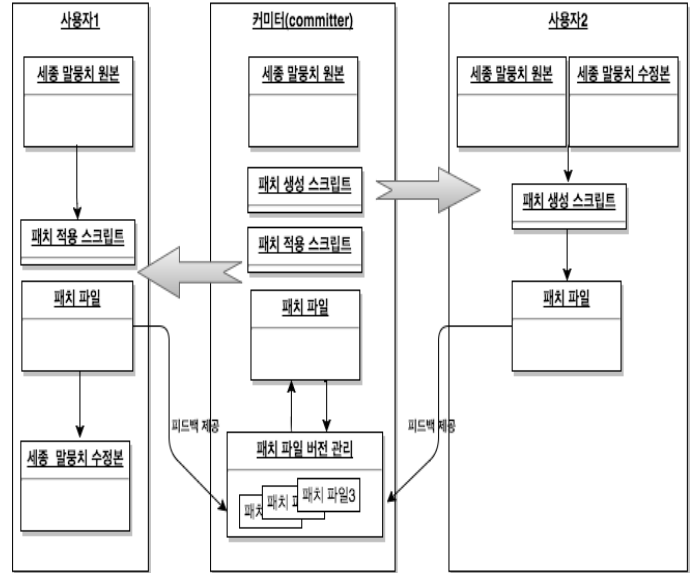 사용자1
세종 말뭉치 원본
패치 적용 스크립트
패치 파일
세종 말뭉치 수정본
피드백 제공
커미터(committer)
세종 말뭉치 원본
패치 생성 스크립트
패치 적용 스크립트
패치 파일
패치 파일 버전 관리
패치
패치
패치 파일3
사용자2
세종 말뭉치 원본
세종 말뭉치 수정본
패치 생성 스크립트
패치 파일
피드백 제공